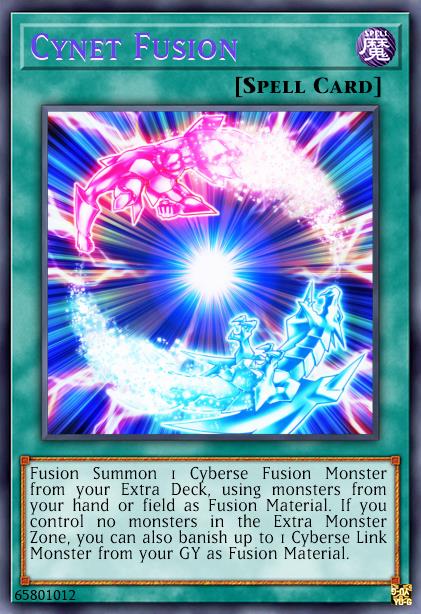 Cynet Fusion
SPELL
魔
[Spell Card]
Fusion Summon 1 Cyberse Fusion Monster
from your Extra Deck, using monsters from
your hand or field as Fusion Material. If you
control no monsters in the Extra Monster
Zone, you can also banish up to 1 Cyberse Link
Monster from your GY as Fusion Material.
65801012